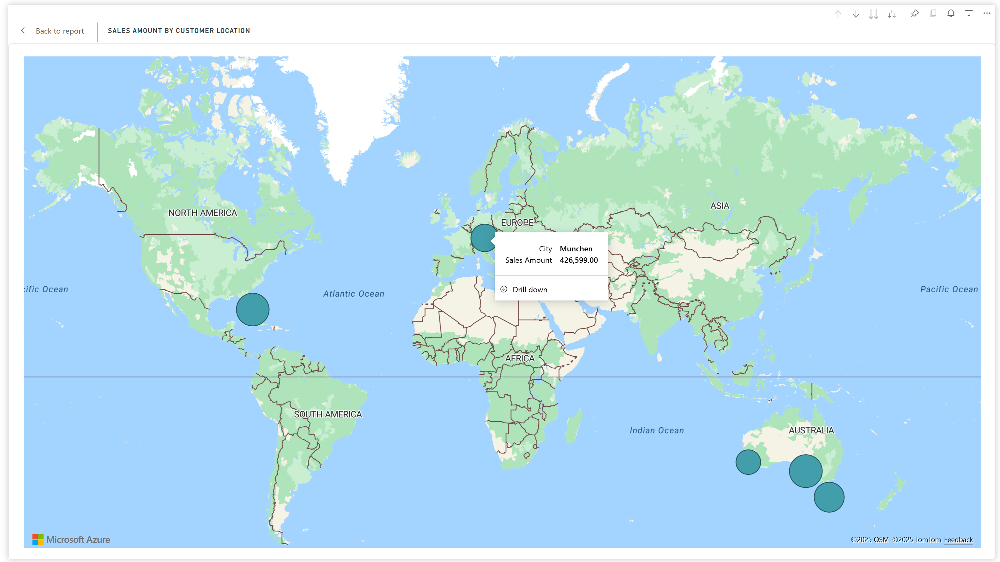 Back to report
SALES AMOUNT BY CUSTOMER LOCATION
NORTH AMERICA
ASIA
EUROPE
City Munchen
Sales Amount 426,599.00
Drill down
cific Ocean
Atlantic Ocean
Pacific Ocean
AFRICA
SOUTH AMERICA
Indian Ocean
AUSTRALIA
Microsoft Azure
©2025 OSM ©2025 TomTom Feedback